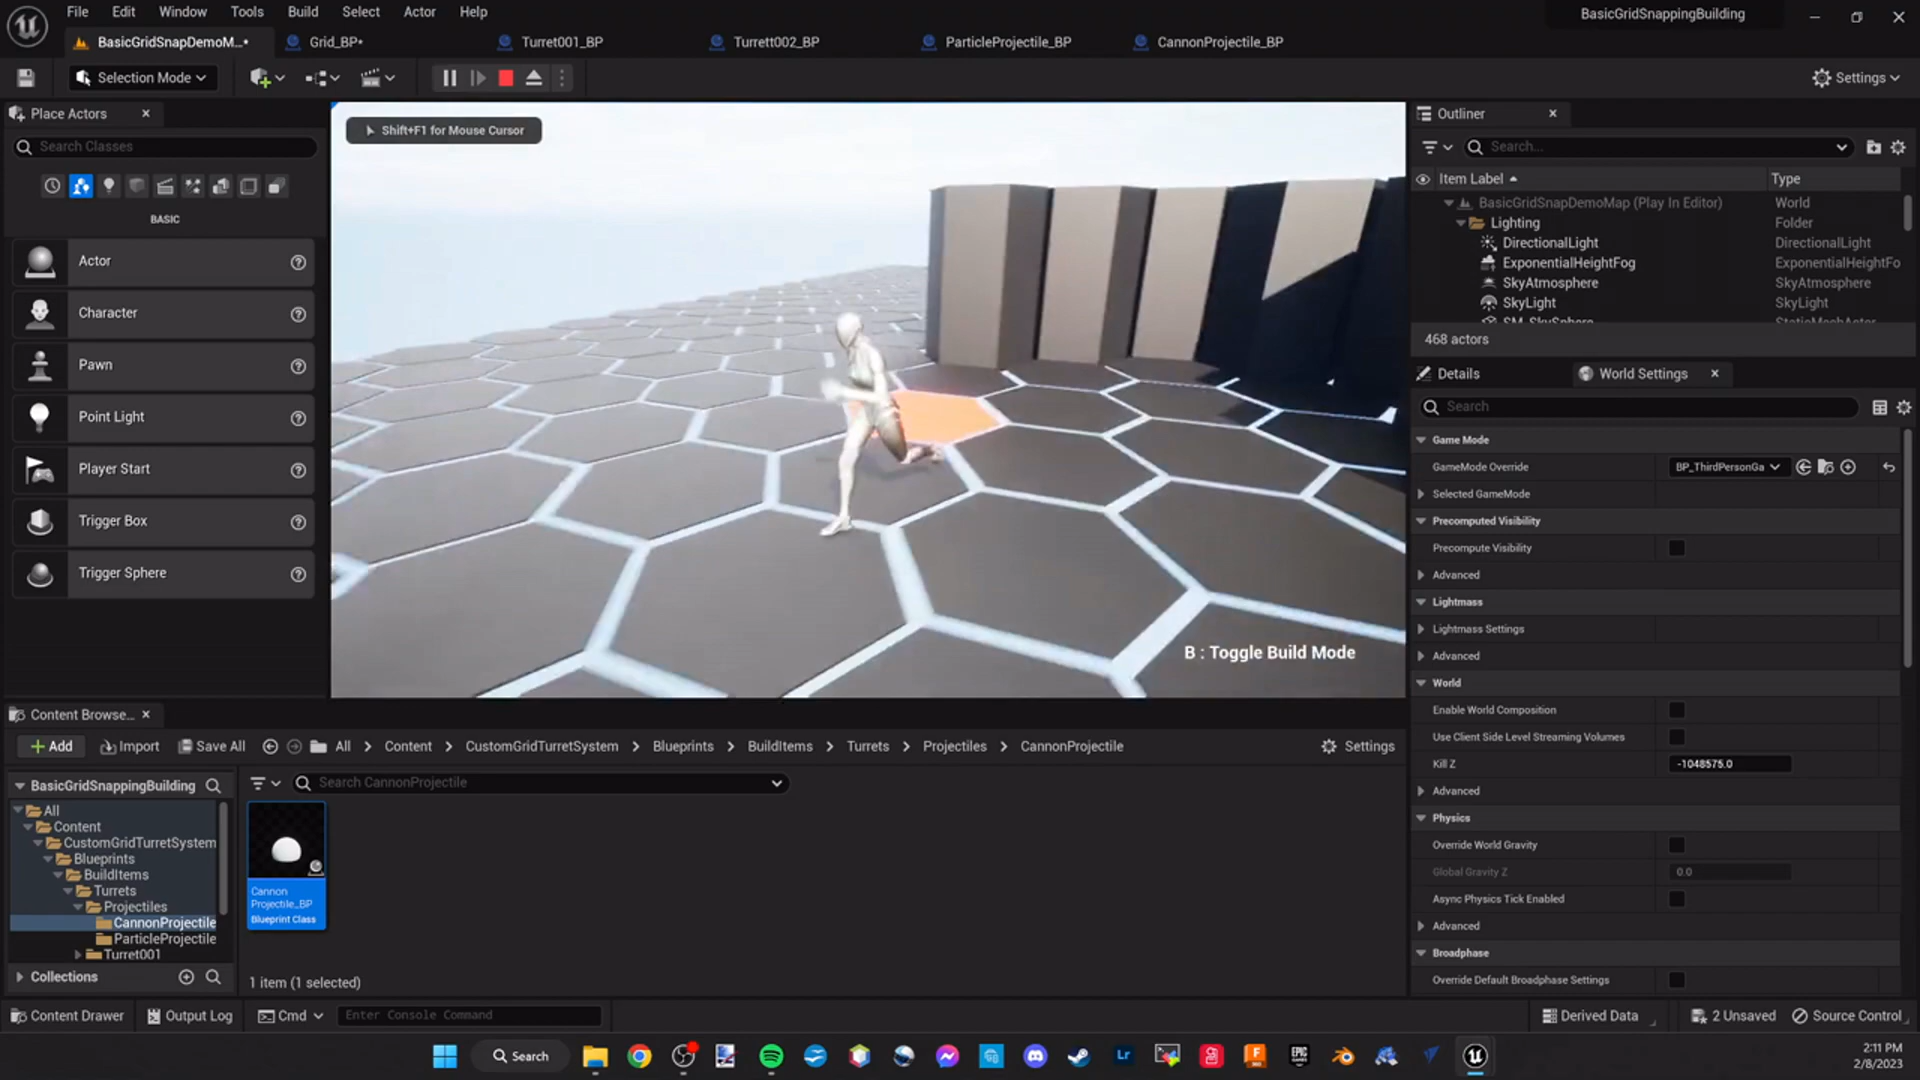 File Edit Window Tools Build Select Actor Help
BasicGridSnappingBuilding
BasicGridSnapDemoM...•
Grid_BP•
Turret001_BP
Turrett002_BP
ParticleProjectile_BP
CannonProjectile_BP
Selection Mode
Settings
Place Actors
Search Classes
BASIC
Actor
Character
Pawn
Point Light
Player Start
Trigger Box
Trigger Sphere
Shift+F1 for Mouse Cursor
B : Toggle Build Mode
Outliner
Search...
Item Label Type
BasicGridSnapDemoMap (Play In Editor) World
Lighting Folder
DirectionalLight DirectionalLight
ExponentialHeightFog ExponentialHeightFo
SkyAtmosphere SkyAtmosphere
SkyLight SkyLight
SM_SkySphere StaticMeshActor
468 actors
Details World Settings
Search
Game Mode
GameMode Override BP_ThirdPersonGa
Selected GameMode
Precomputed Visibility
Precompute Visibility
Advanced
Lightmass
Lightmass Settings
Advanced
World
Enable World Composition
Use Client Side Level Streaming Volumes
Kill Z -1048575.0
Advanced
Physics
Override World Gravity
Global Gravity Z 0.0
Async Physics Tick Enabled
Advanced
Broadphase
Override Default Broadphase Settings
Content Browse...
Add Import Save All All Content CustomGridTurretSystem Blueprints BuildItems Turrets Projectiles CannonProjectile Settings
BasicGridSnappingBuilding
All
Content
CustomGridTurretSystem
Blueprints
BuildItems
Turrets
Projectiles
CannonProjectile
ParticleProjectile
Turret001
Collections
Search CannonProjectile
Cannon
Projectile_BP
Blueprint Class
1 item (1 selected)
Content Drawer Output Log Cmd Enter Console Command Derived Data 2 Unsaved Source Control
Search
Lr
EPIC
2:11 PM
2/8/2023